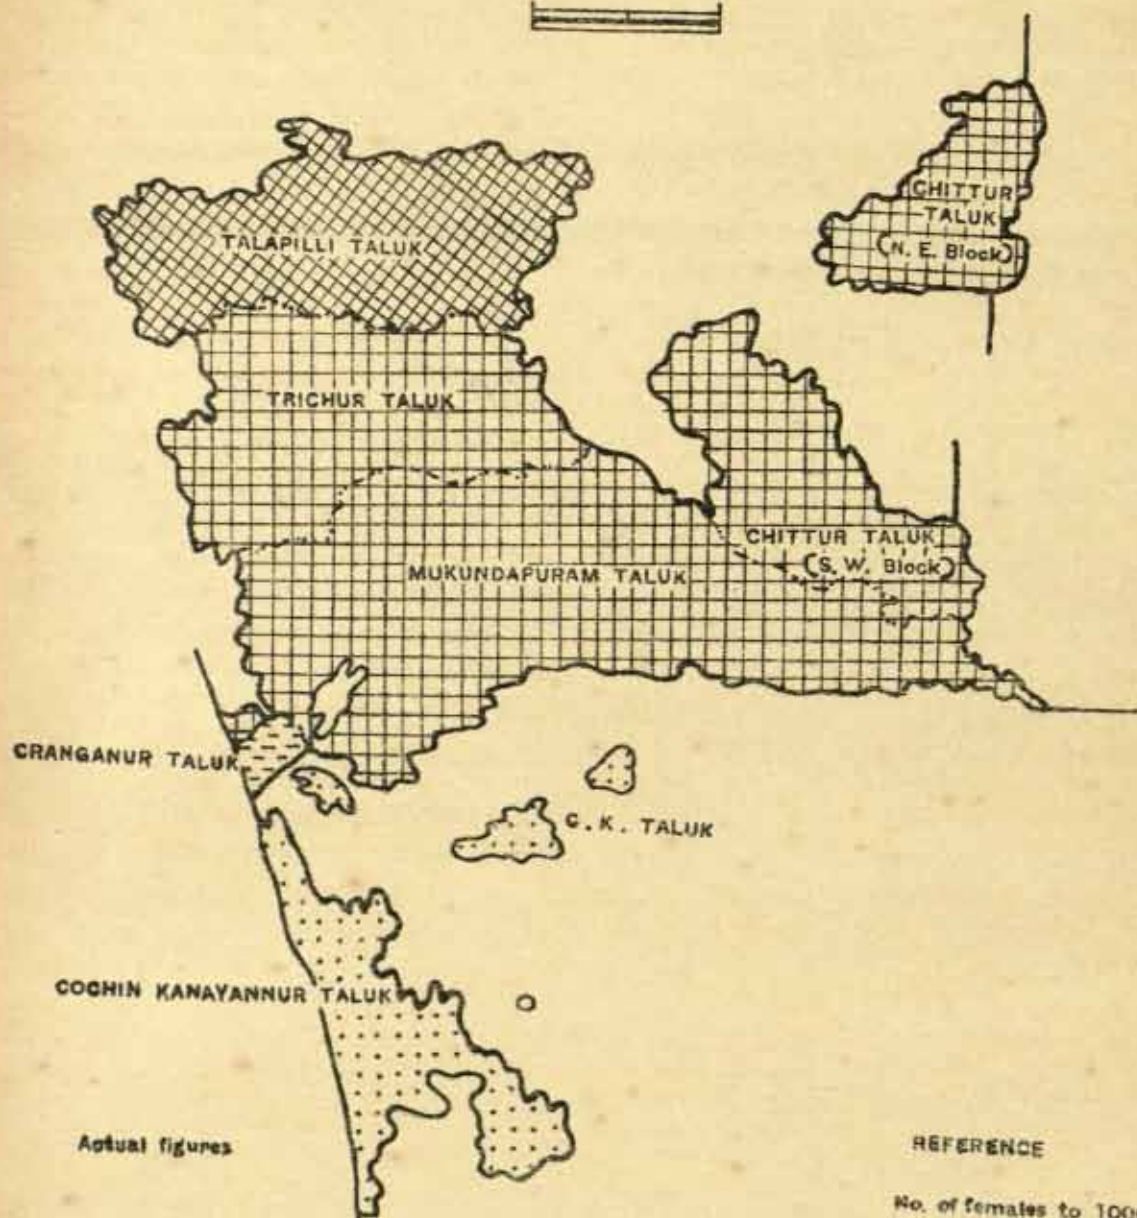 CHITTUR
TALUK
(N. E. Block)
TALAPILLI TALUK
TRICHUR TALUK
CHITTUR TALUK
(S. W. Block)
MUKUNDAPURAM TALUK
CRANGANUR TALUK
C. K. TALUK
COCHIN KANAYANNUR TALUK
Actual figures
REFERENCE
No. of females to